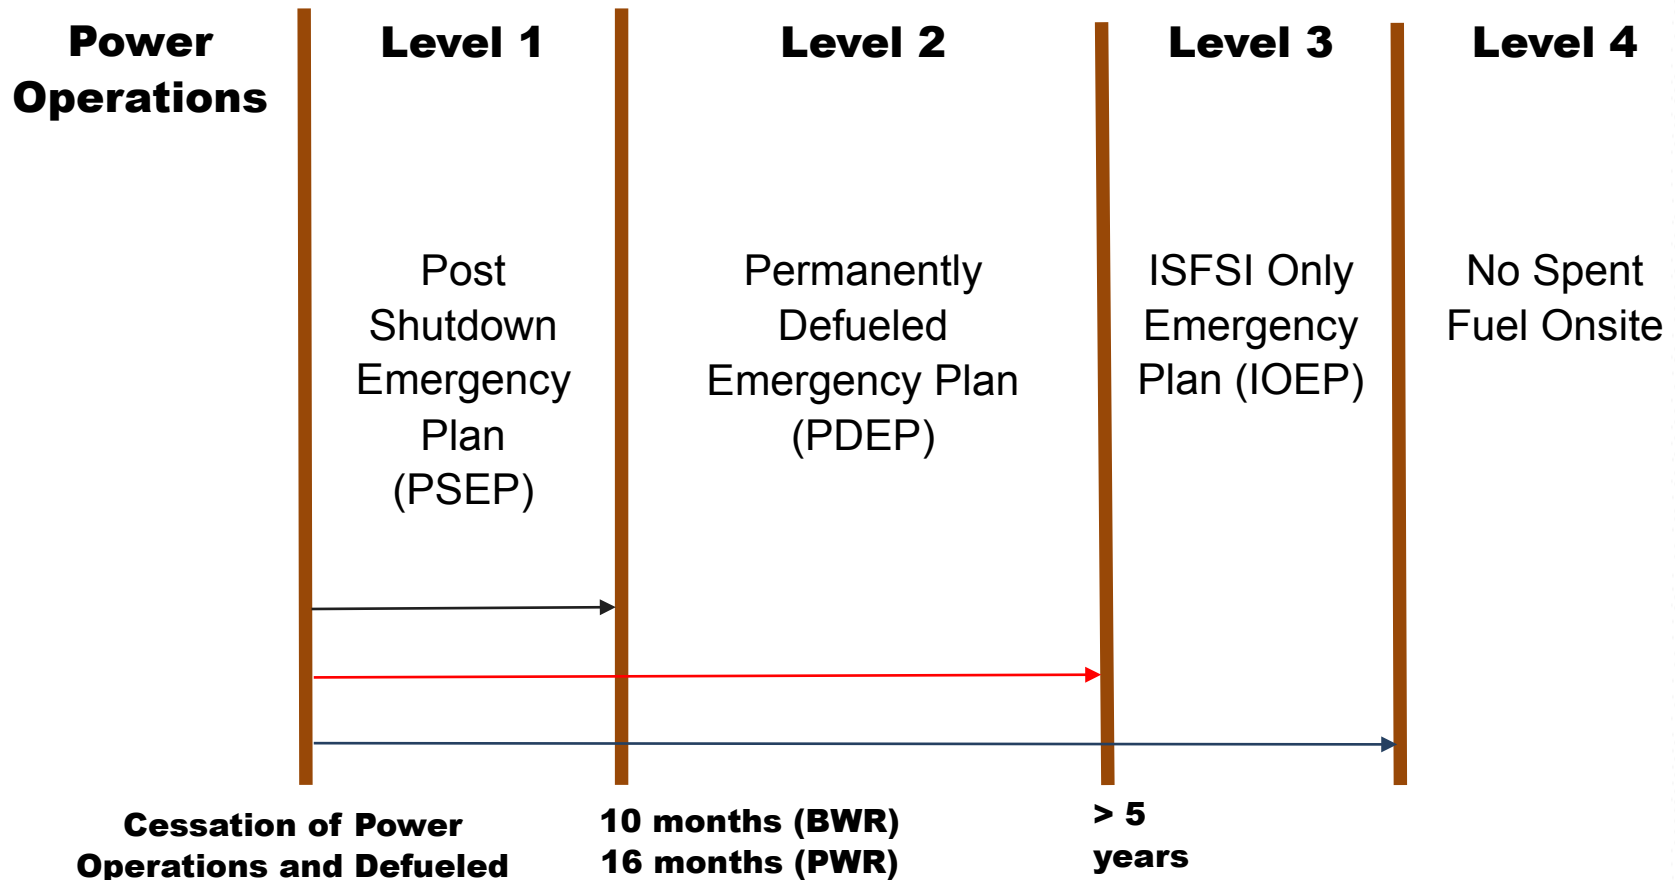 Power
Operations
Level 1
Level 2
Level 3
Level 4
Post
Shutdown
Emergency
Plan
(PSEP)
Permanently
Defueled
Emergency Plan
(PDEP)
ISFSI Only
Emergency
Plan (IOEP)
No Spent
Fuel Onsite
Cessation of Power
Operations and Defueled
10 months (BWR)
16 months (PWR)
> 5
years